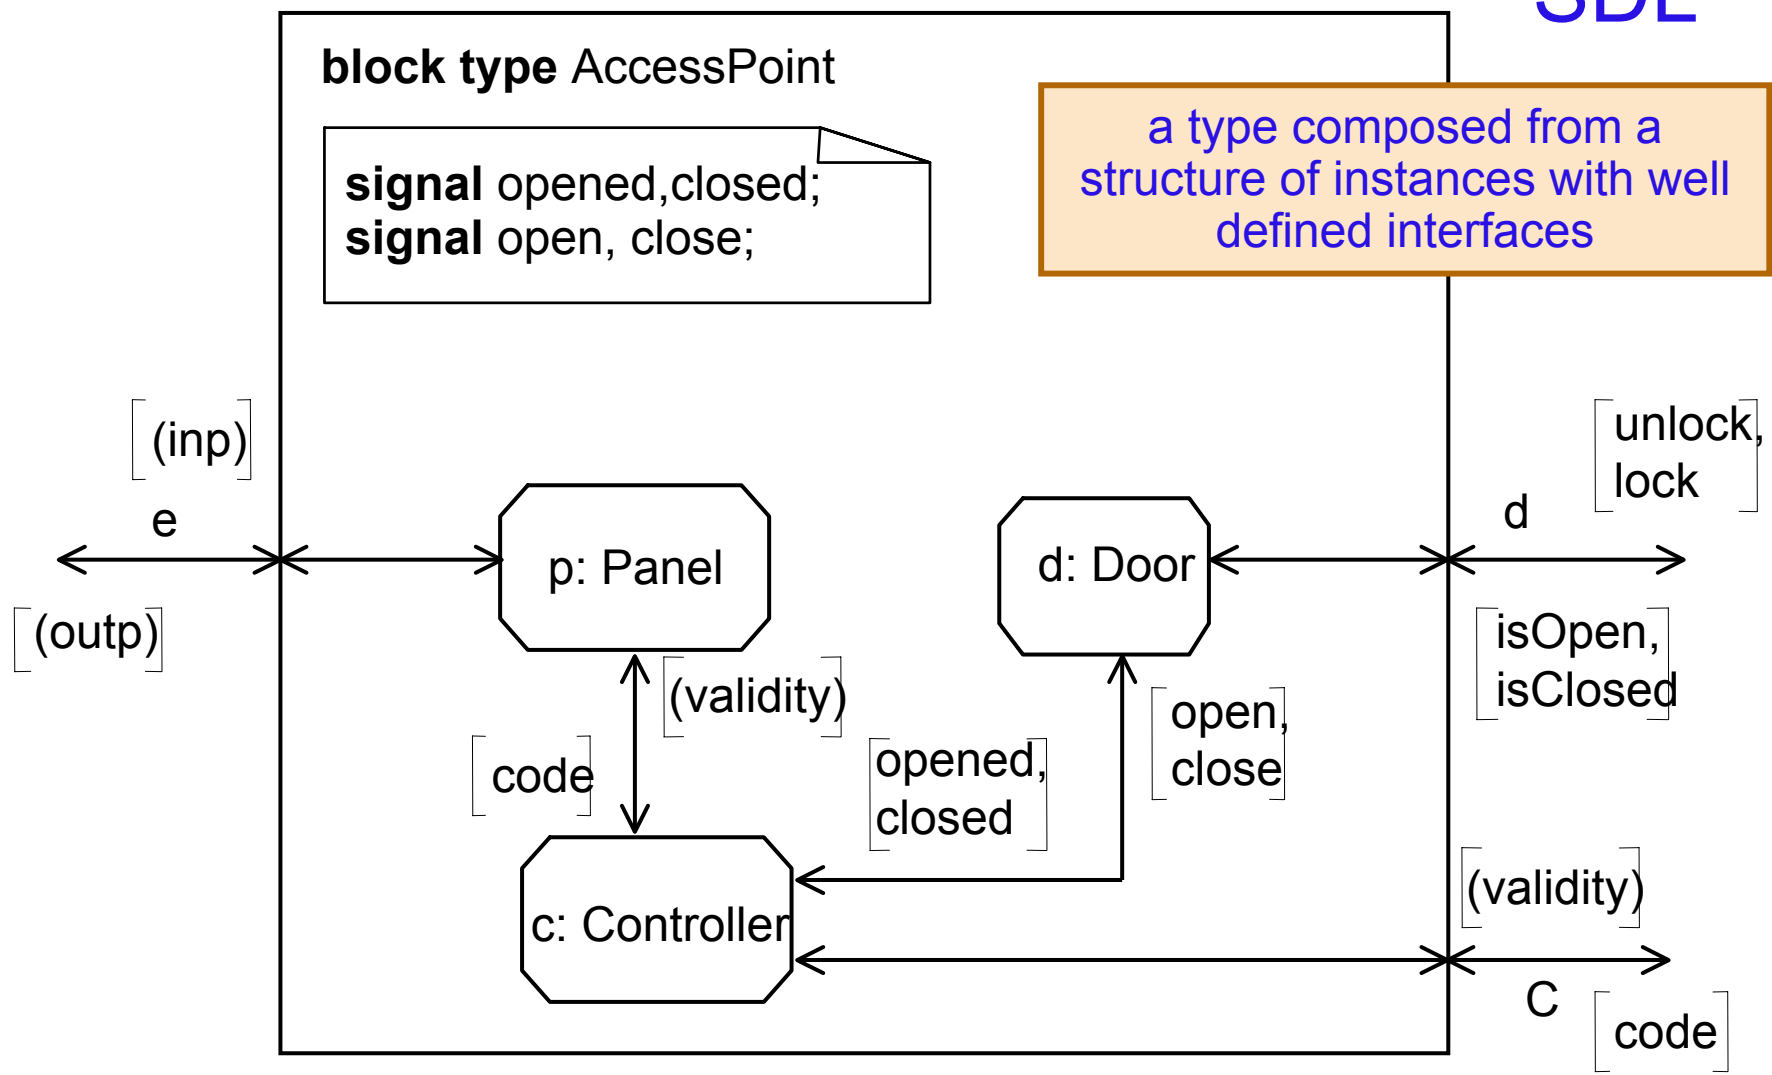 SDL
block type AccessPoint
a type composed from a
structure of instances with well
defined interfaces
signal opened,closed;
signal open, close;
(inp)
e
(outp)
unlock,
lock
d
isOpen,
isClosed
p: Panel
d: Door
(validity)
code
opened,
closed
open,
close
c: Controller
(validity)
C
code